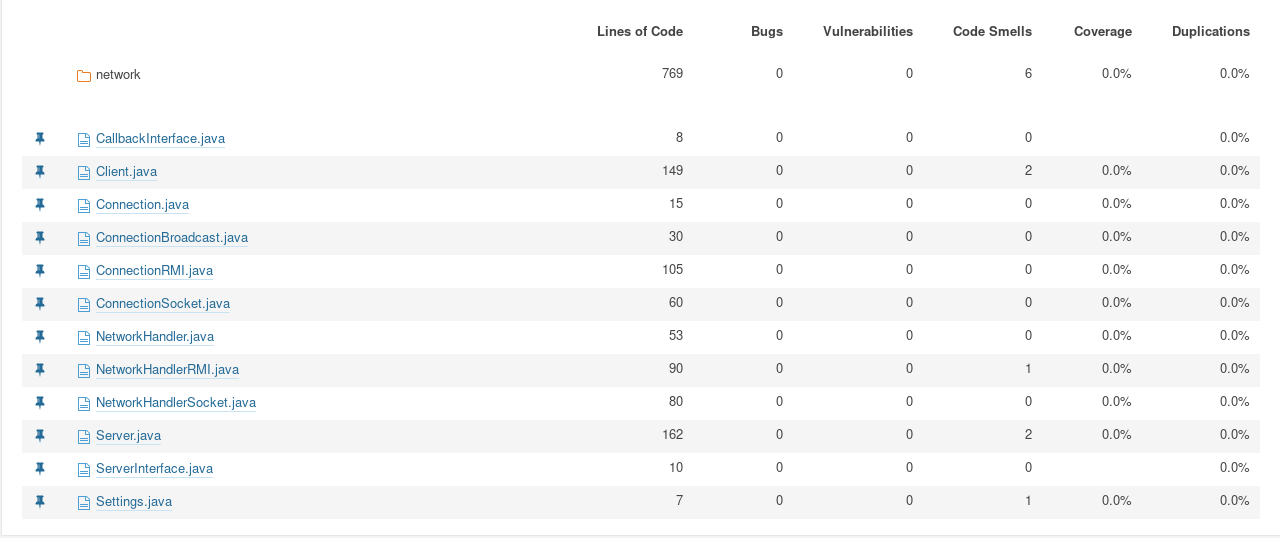 Lines of Code Bugs Vulnerabilities Code Smells Coverage Duplications
network 769 0 0 6 0.0% 0.0%
CallbackInterface.java 8 0 0 0 0.0%
Client.java 149 0 0 2 0.0% 0.0%
Connection.java 15 0 0 0 0.0% 0.0%
ConnectionBroadcast.java 30 0 0 0 0.0% 0.0%
ConnectionRMI.java 105 0 0 0 0.0% 0.0%
ConnectionSocket.java 60 0 0 0 0.0% 0.0%
NetworkHandler.java 53 0 0 0 0.0% 0.0%
NetworkHandlerRMI.java 90 0 0 1 0.0% 0.0%
NetworkHandlerSocket.java 80 0 0 0 0.0% 0.0%
Server.java 162 0 0 2 0.0% 0.0%
ServerInterface.java 10 0 0 0 0.0%
Settings.java 7 0 0 1 0.0% 0.0%